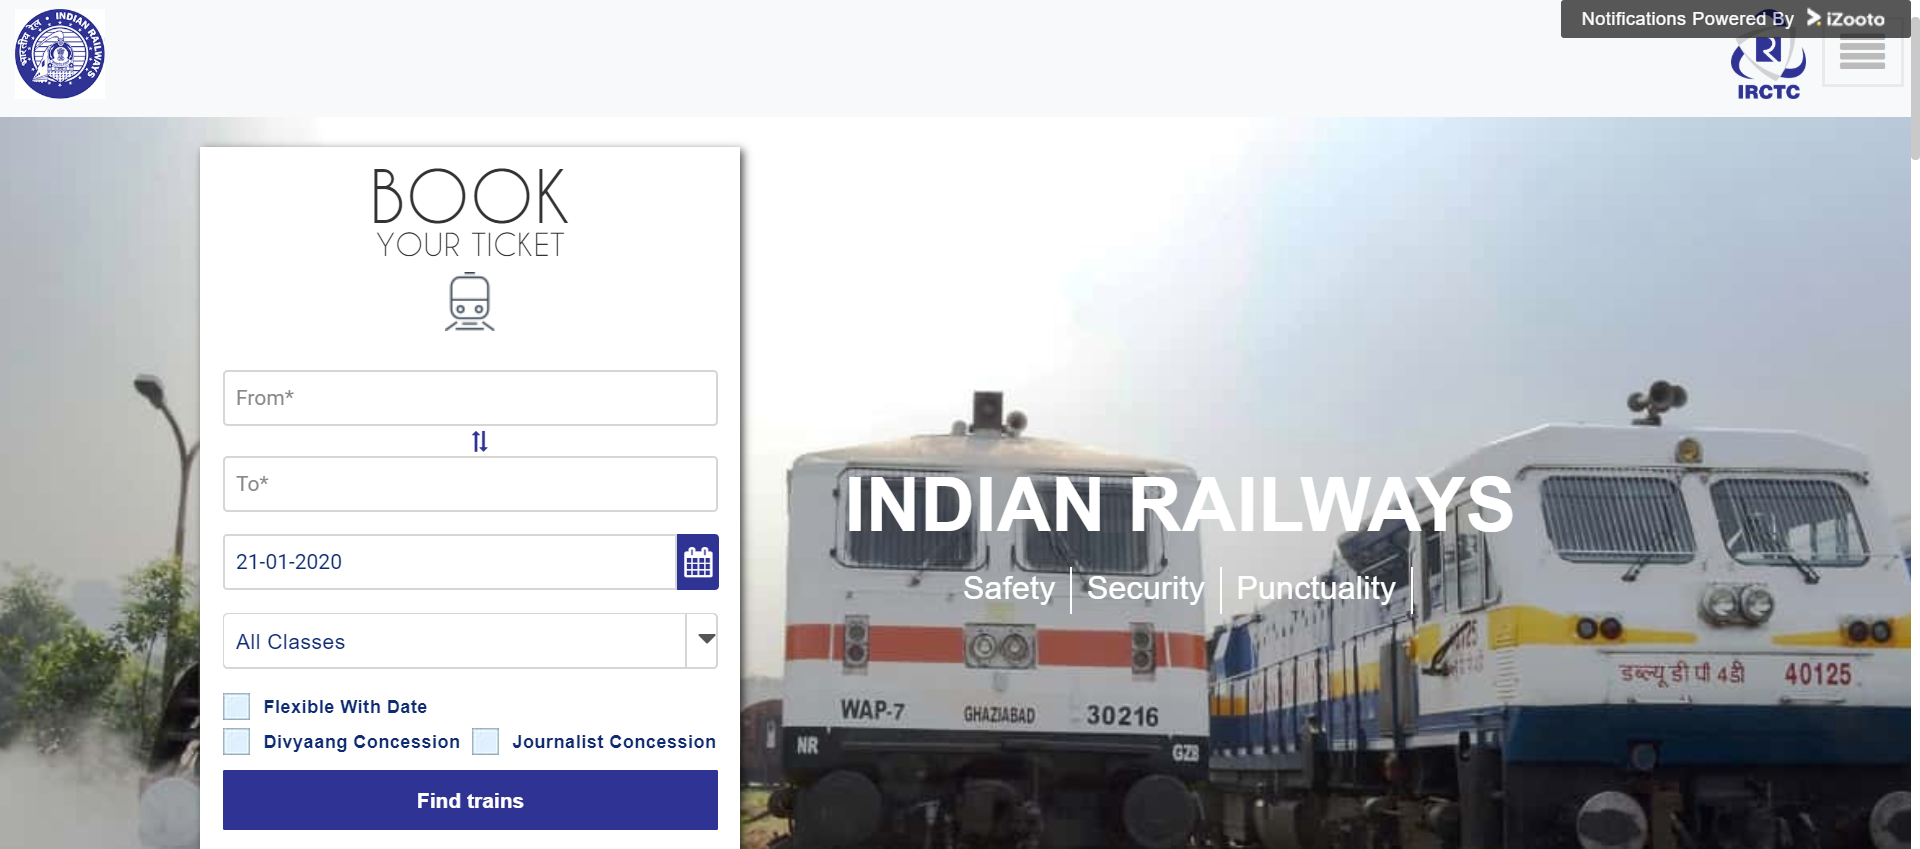 भारतीय रेल • INDIAN RAILWAYS
Notifications Powered By iZooto
IRCTC
BOOK
YOUR TICKET
From*
To*
21-01-2020
All Classes
Flexible With Date
Divyaang Concession
Journalist Concession
Find trains
INDIAN RAILWAYS
Safety
Security
Punctuality
WAP-7
GHAZIABAD
30216
NR
GZB
डब्ल्यू डी पी 4डी
40125